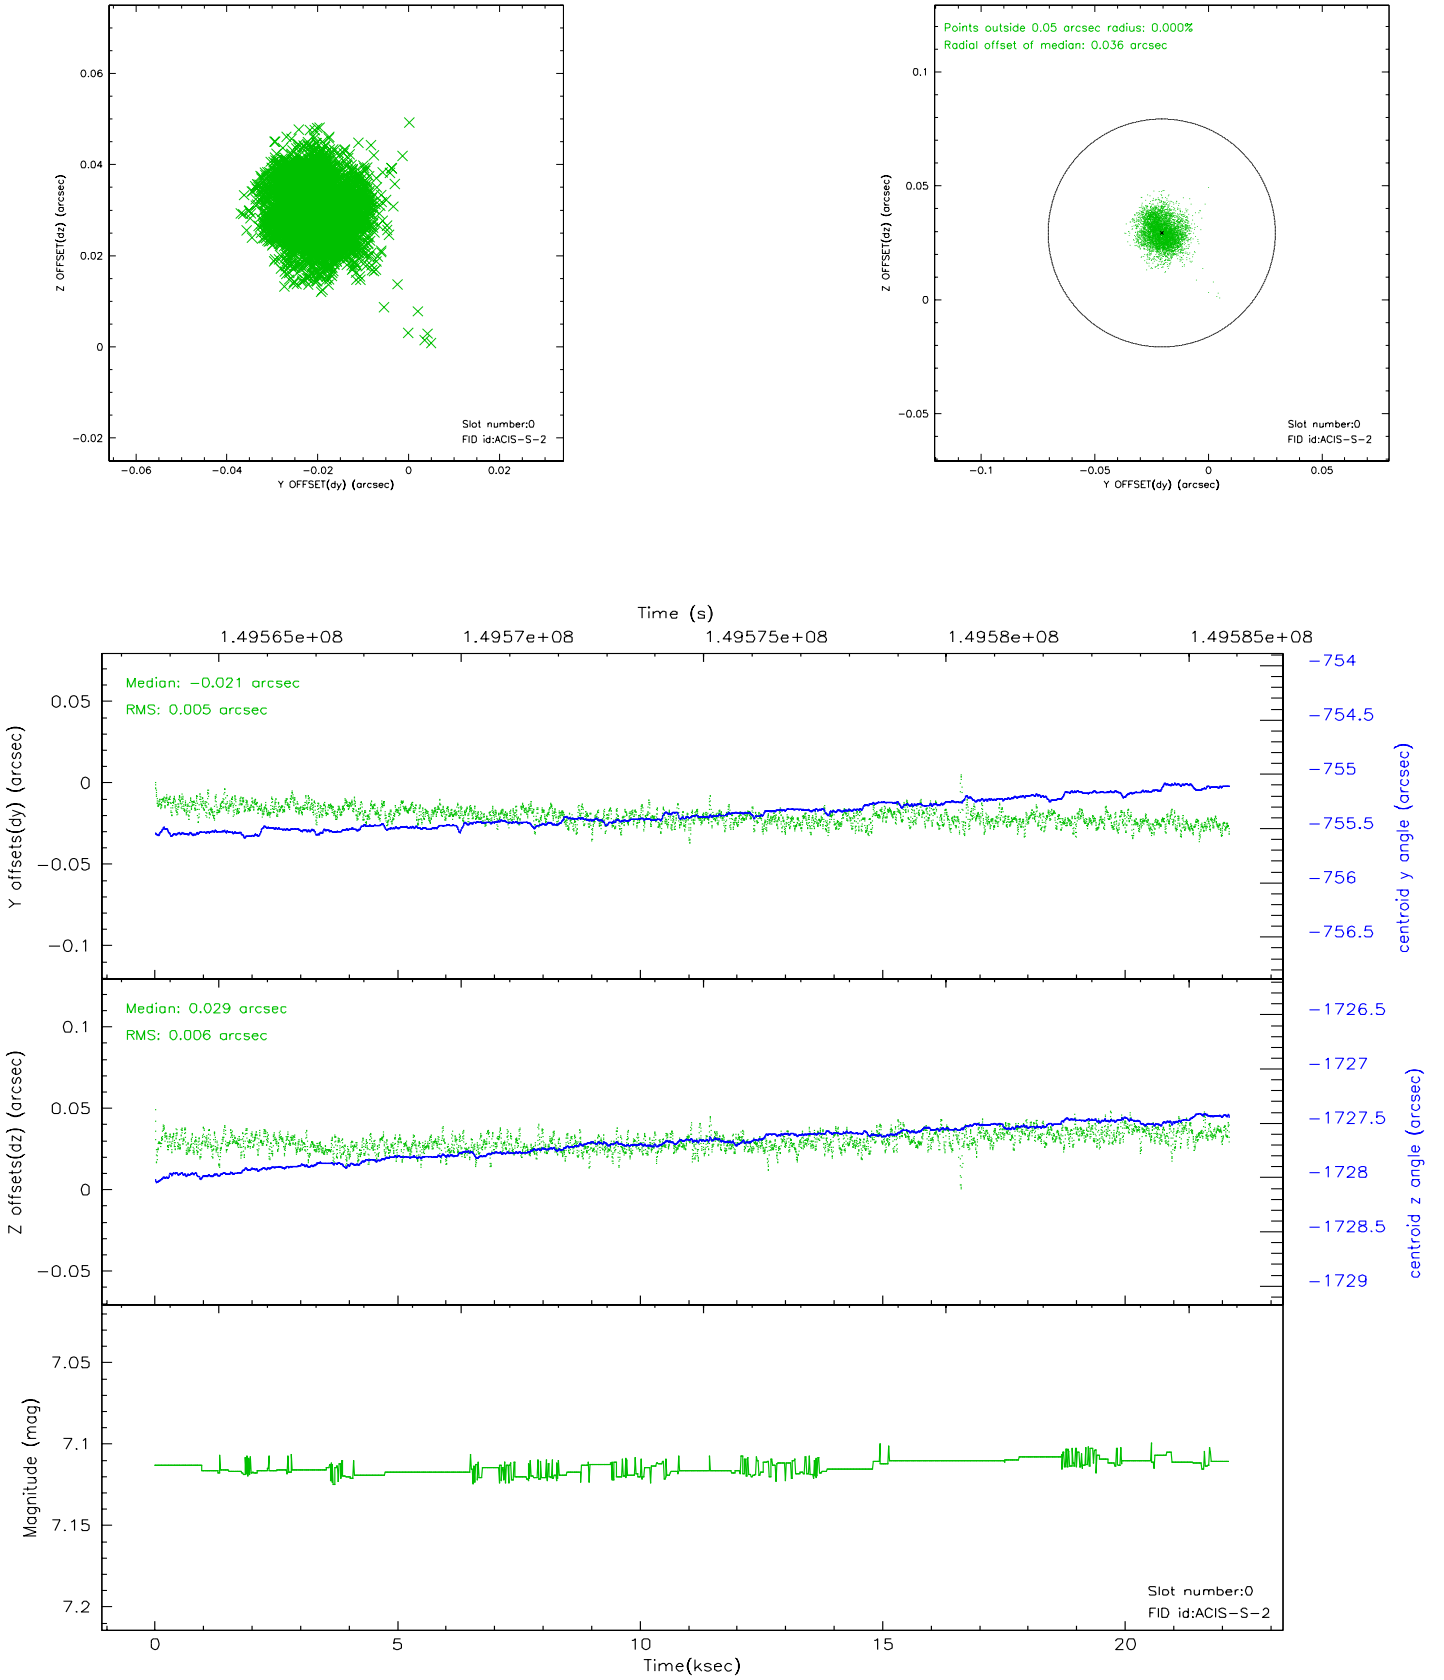 0.06
0.04
0.02
0
−0.02
Z OFFSET(dz) (arcsec)
Slot number:0
FID id:ACIS−S−2
−0.06
−0.04
−0.02
0
0.02
Y OFFSET(dy) (arcsec)
Points outside 0.05 arcsec radius: 0.000%
Radial offset of median: 0.036 arcsec
0.1
0.05
0
−0.05
Z OFFSET(dz) (arcsec)
Slot number:0
FID id:ACIS−S−2
−0.1
−0.05
0
0.05
Y OFFSET(dy) (arcsec)
Time (s)
1.49565e+08
1.4957e+08
1.49575e+08
1.4958e+08
1.49585e+08
Median: −0.021 arcsec
RMS: 0.005 arcsec
0.05
0
−0.05
−0.1
Y offsets(dy) (arcsec)
−754
−754.5
−755
−755.5
−756
−756.5
centroid y angle (arcsec)
Median: 0.029 arcsec
RMS: 0.006 arcsec
0.1
0.05
0
−0.05
Z offsets(dz) (arcsec)
−1726.5
−1727
−1727.5
−1728
−1728.5
−1729
centroid z angle (arcsec)
7.05
7.1
7.15
7.2
Magnitude (mag)
Slot number:0
FID id:ACIS−S−2
0
5
10
15
20
Time(ksec)